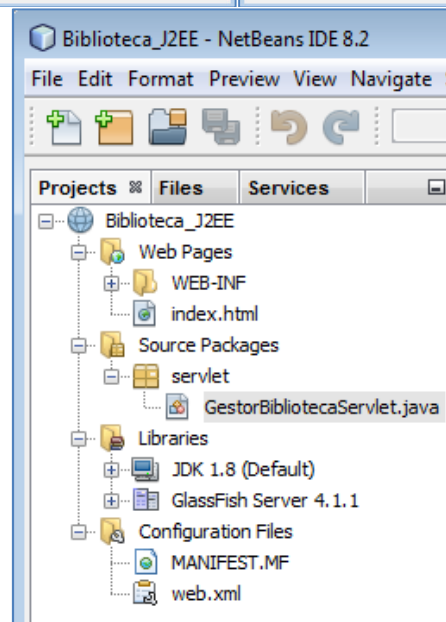 Biblioteca_J2EE - NetBeans IDE 8.2
File Edit Format Preview View Navigate
Projects Files Services
Biblioteca_J2EE
Web Pages
WEB-INF
index.html
Source Packages
servlet
GestorBibliotecaServlet.java
Libraries
JDK 1.8 (Default)
GlassFish Server 4.1.1
Configuration Files
MANIFEST.MF
web.xml